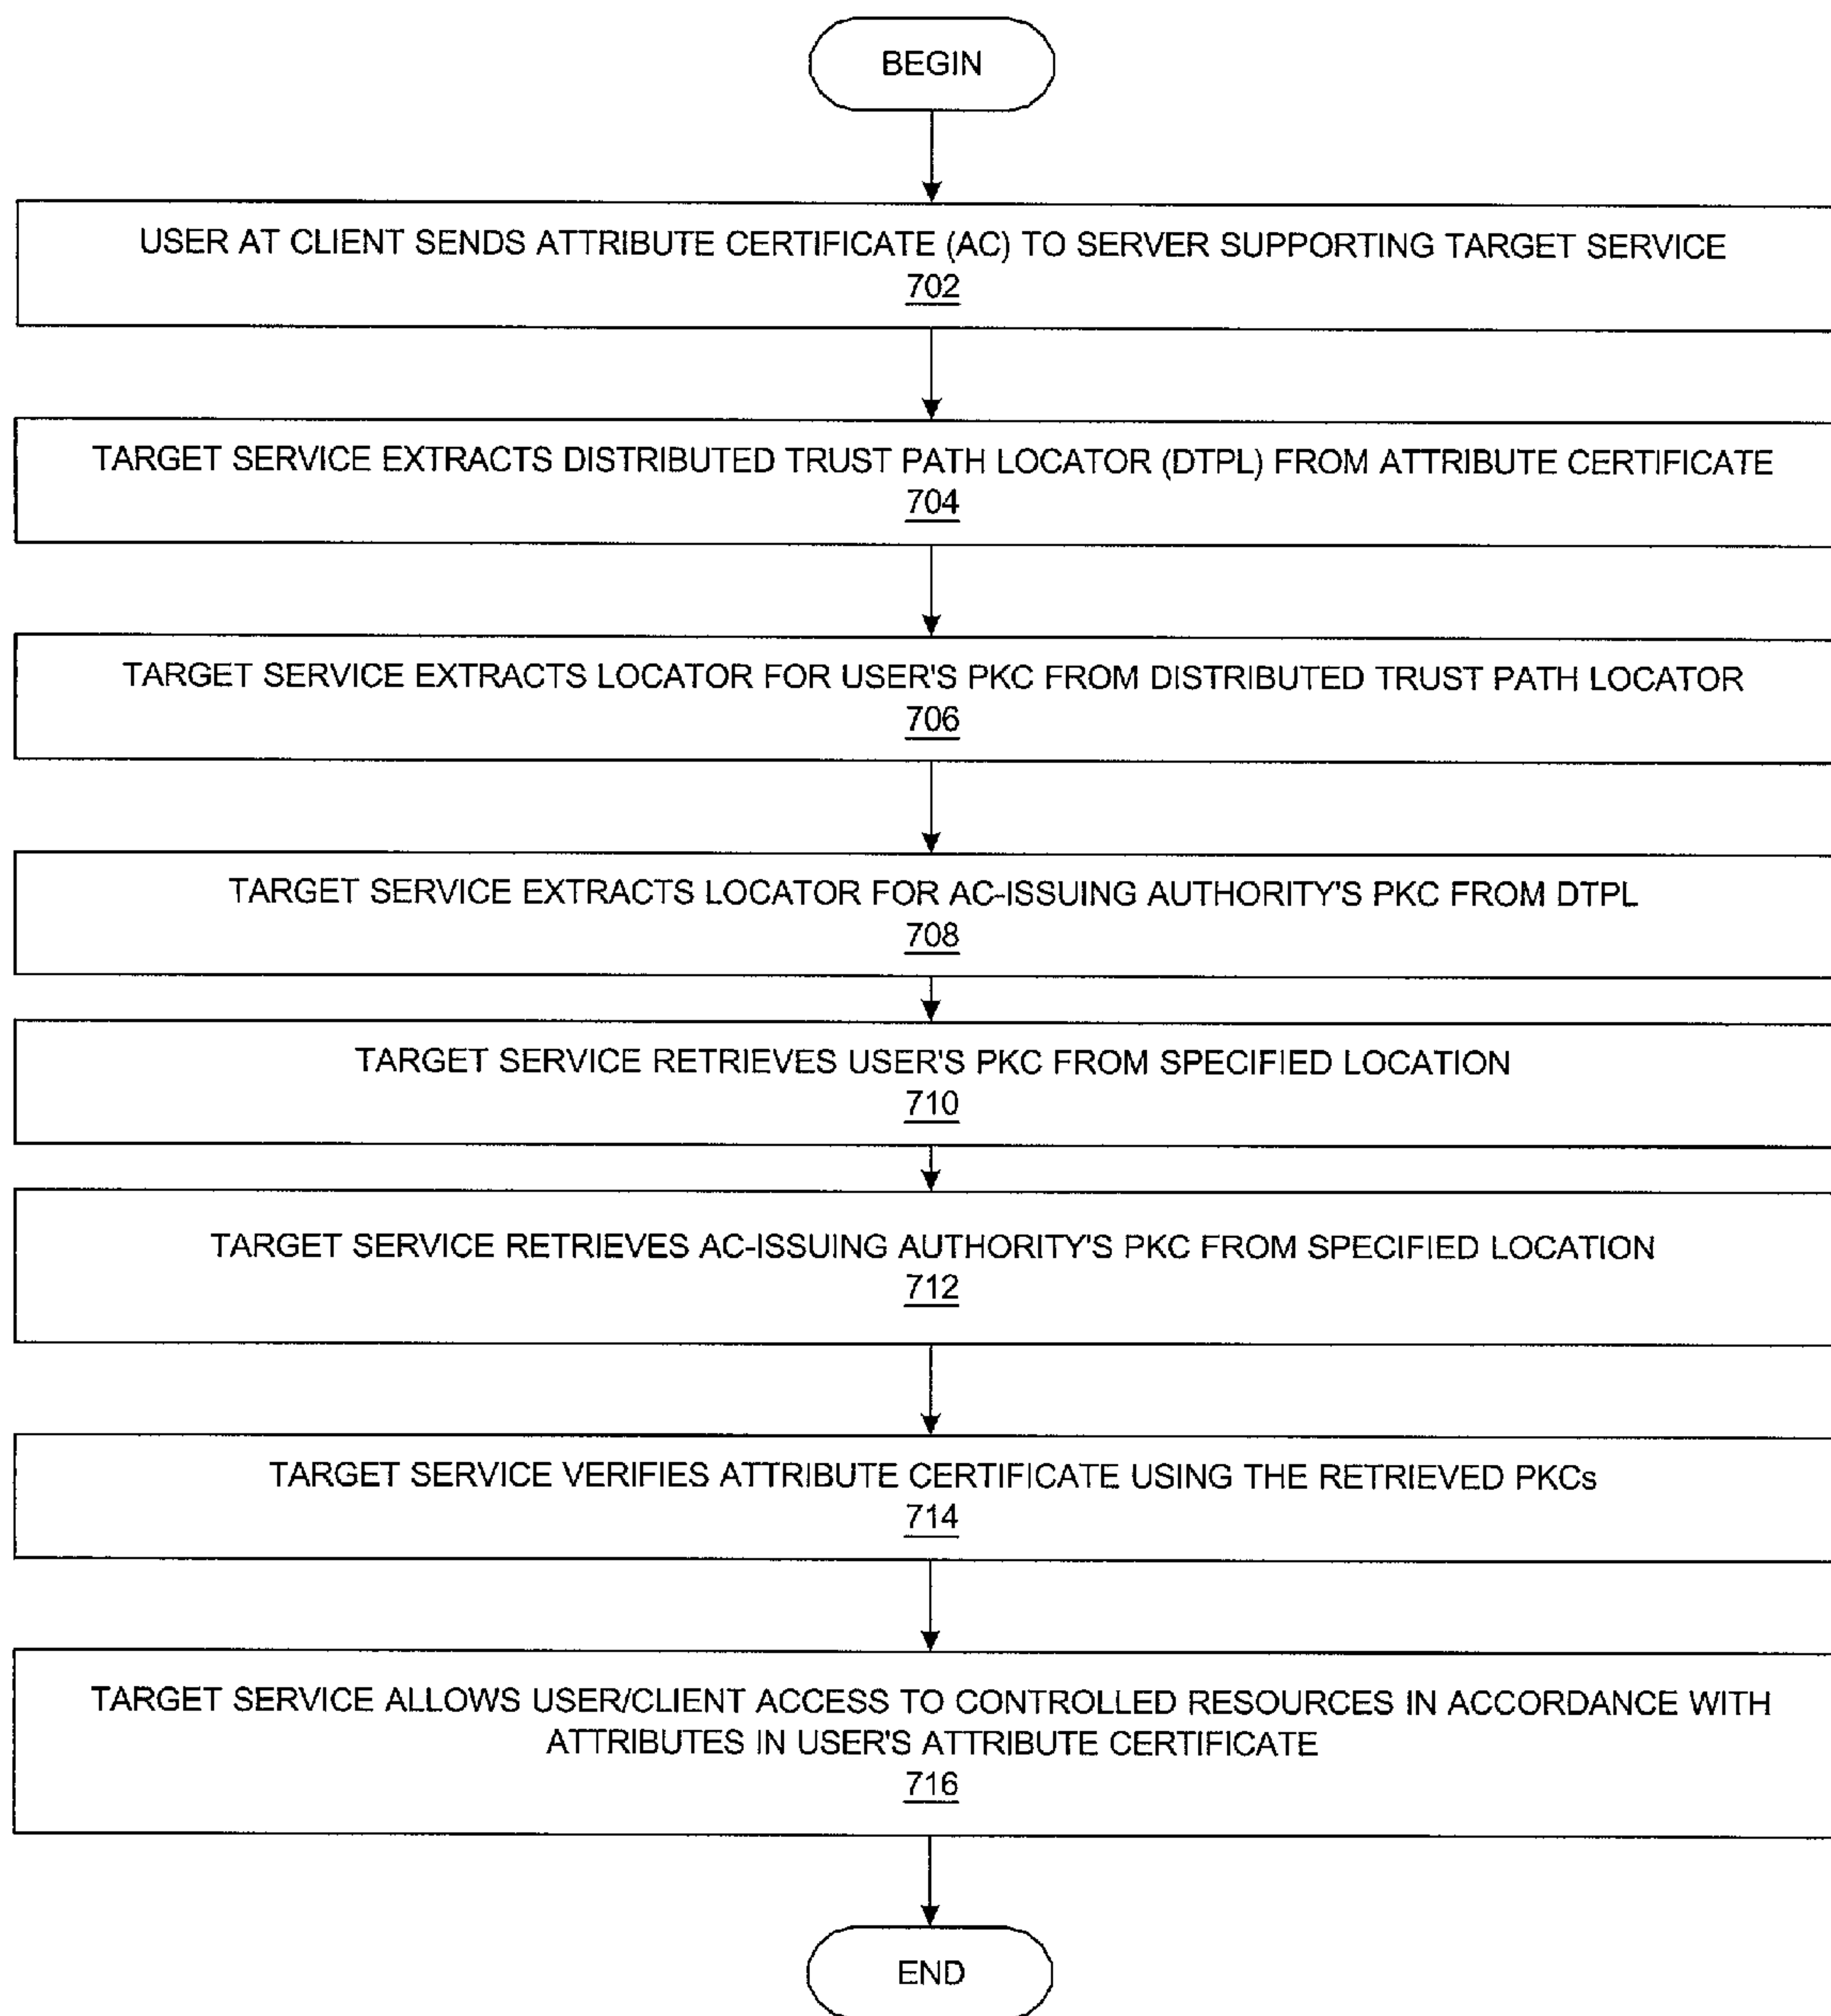 BEGIN
USER AT CLIENT SENDS ATTRIBUTE CERTIFICATE (AC) TO SERVER SUPPORTING TARGET SERVICE
702
TARGET SERVICE EXTRACTS DISTRIBUTED TRUST PATH LOCATOR (DTPL) FROM ATTRIBUTE CERTIFICATE
704
TARGET SERVICE EXTRACTS LOCATOR FOR USER'S PKC FROM DISTRIBUTED TRUST PATH LOCATOR
706
TARGET SERVICE EXTRACTS LOCATOR FOR AC-ISSUING AUTHORITY'S PKC FROM DTPL
708
TARGET SERVICE RETRIEVES USER'S PKC FROM SPECIFIED LOCATION
710
TARGET SERVICE RETRIEVES AC-ISSUING AUTHORITY'S PKC FROM SPECIFIED LOCATION
712
TARGET SERVICE VERIFIES ATTRIBUTE CERTIFICATE USING THE RETRIEVED PKCs
714
TARGET SERVICE ALLOWS USER/CLIENT ACCESS TO CONTROLLED RESOURCES IN ACCORDANCE WITH
ATTRIBUTES IN USER'S ATTRIBUTE CERTIFICATE
716
END